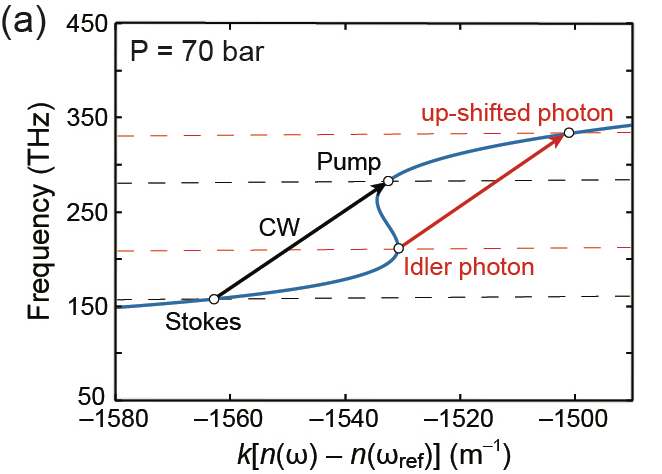 (a)
P = 70 bar
450
350
250
150
50
Frequency (THz)
up-shifted photon
Pump
CW
Idler photon
Stokes
–1580
–1560
–1540
–1520
–1500
k[n(ω) – n(ω_ref)] (m⁻¹)